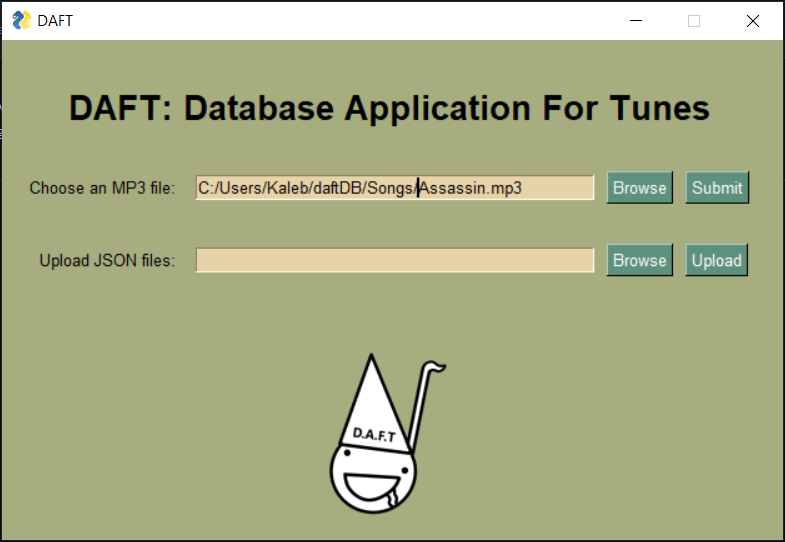 DAFT
DAFT: Database Application For Tunes
Choose an MP3 file: C:/Users/Kaleb/daftDB/Songs/Assassin.mp3 Browse Submit
Upload JSON files: Browse Upload
D.A.F.T